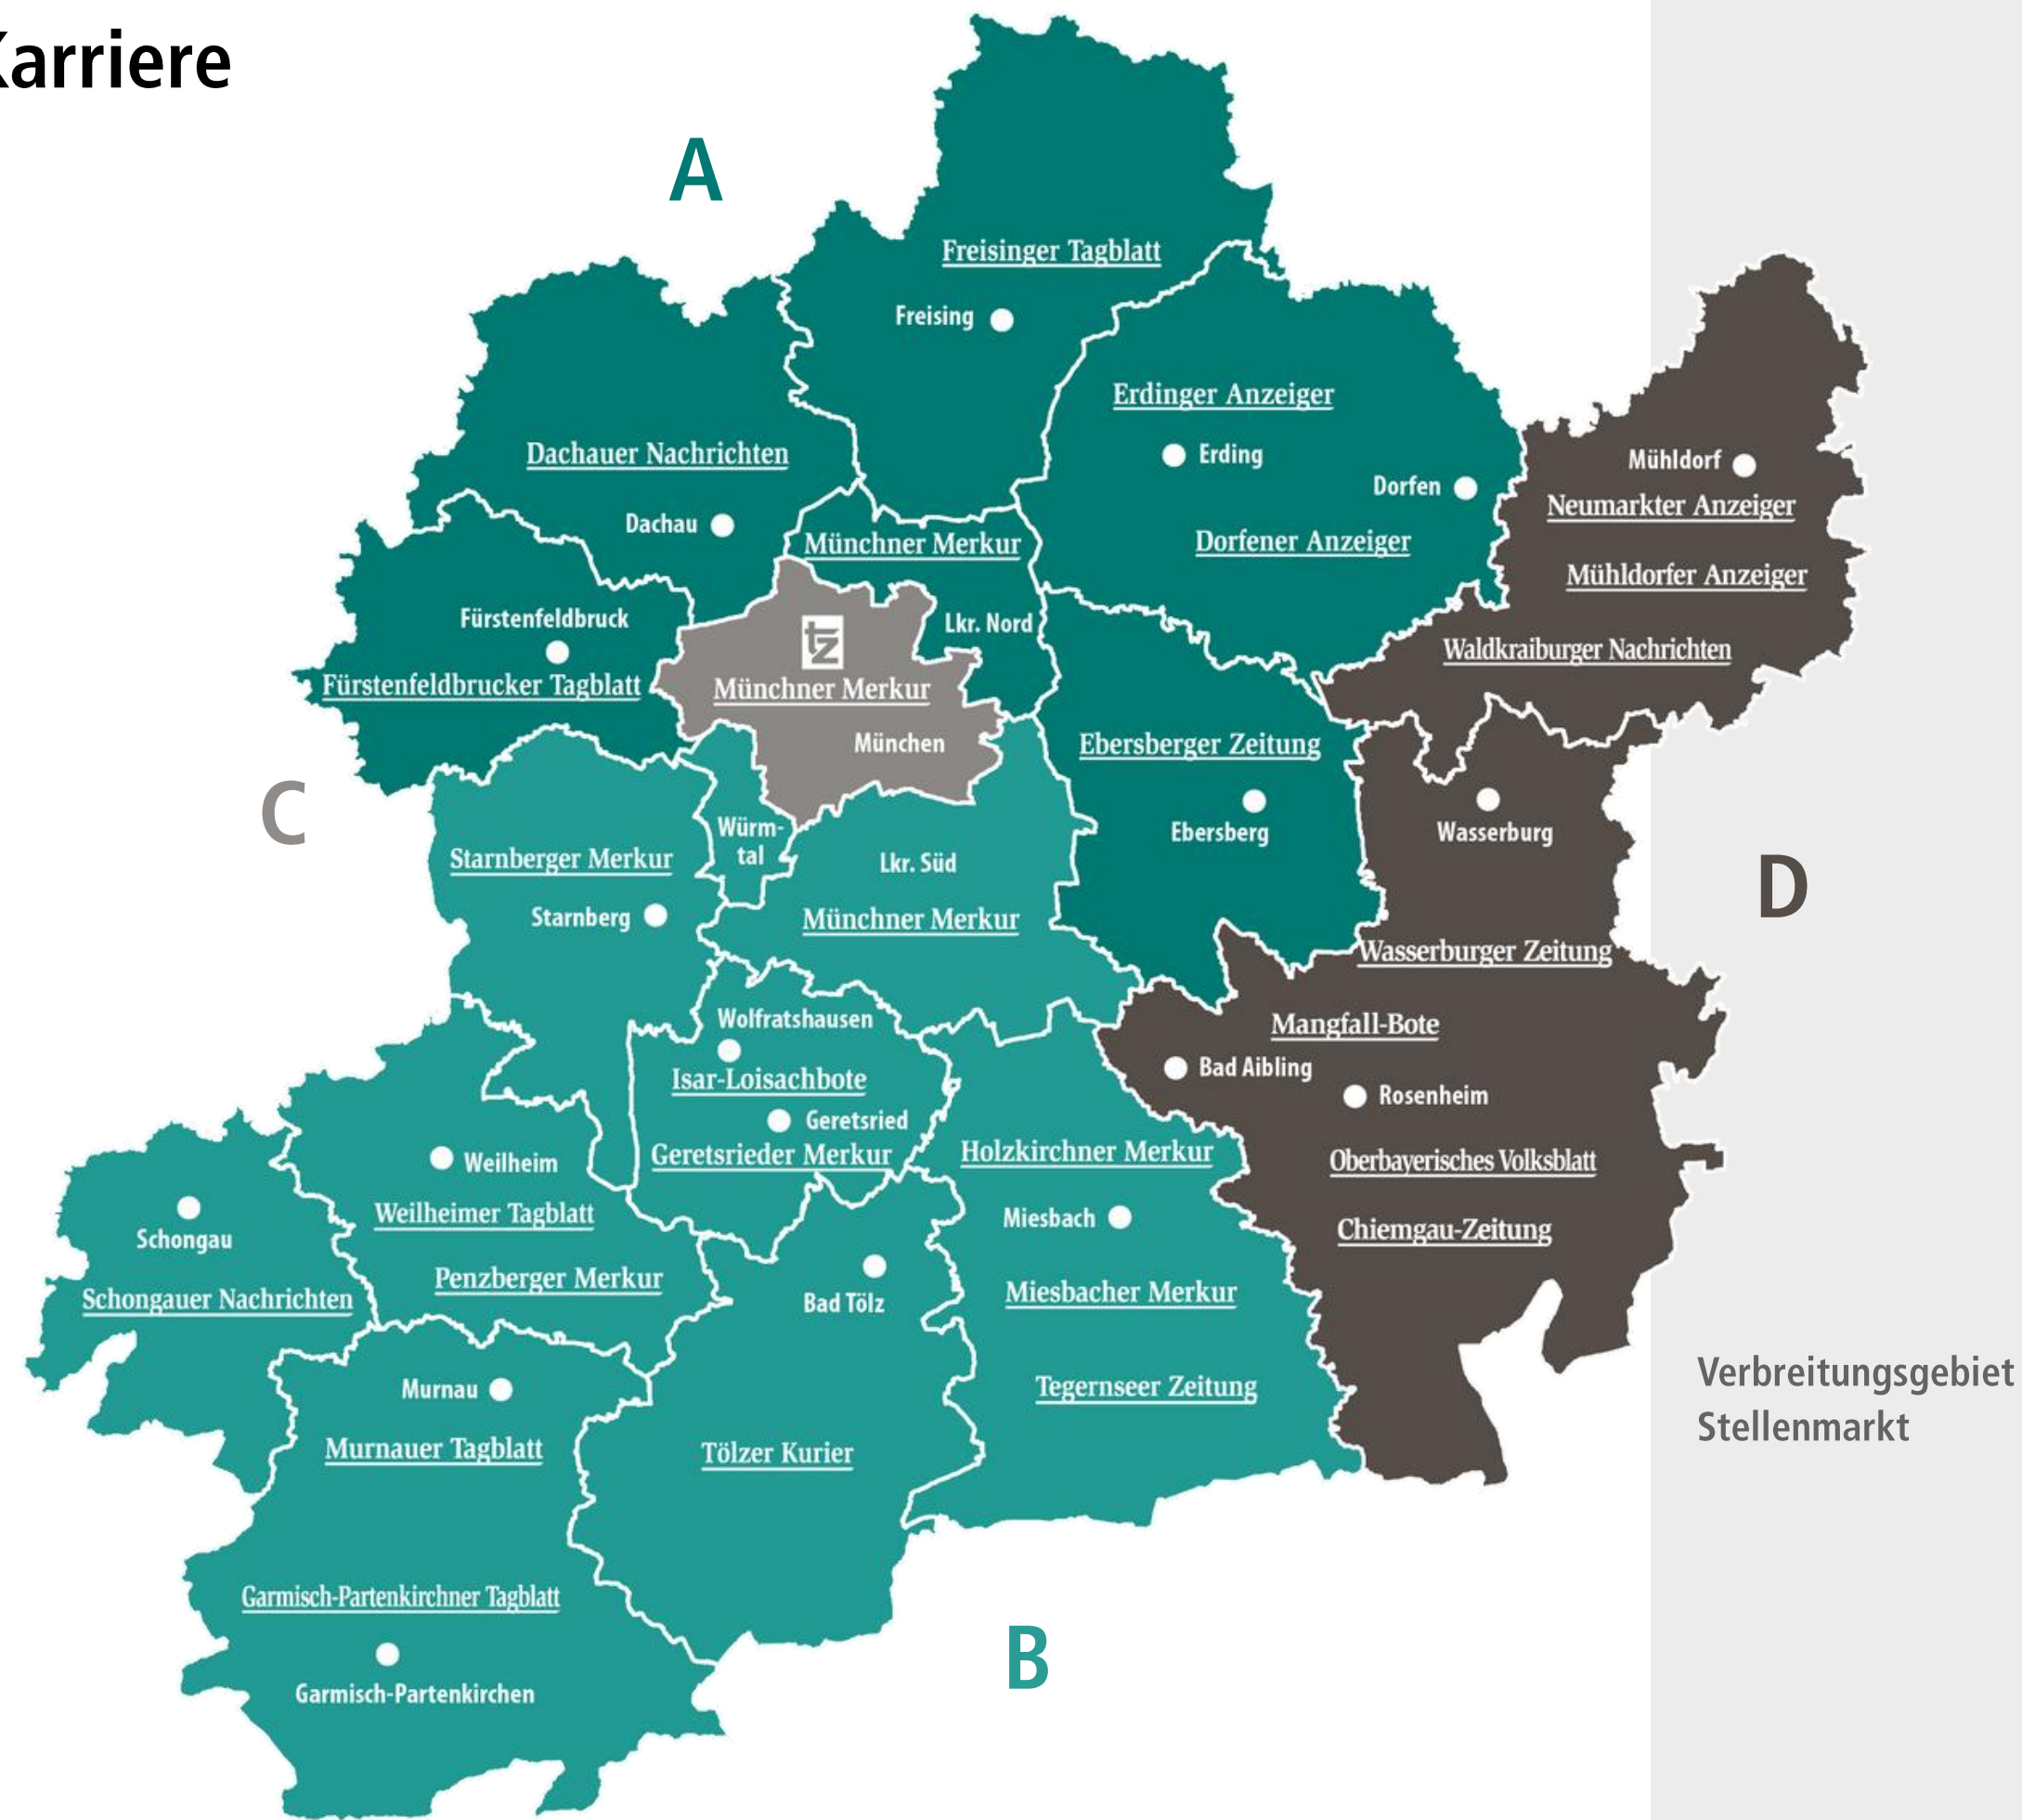 Karriere
A
Freisinger Tagblatt
Freising
Erdinger Anzeiger
Erding
Dorfen
Dorfener Anzeiger
Dachauer Nachrichten
Dachau
Münchner Merkur
Lkr. Nord
Mühldorf
Neumarkter Anzeiger
Mühldorfer Anzeiger
Waldkraiburger Nachrichten
Fürstenfeldbruck
Fürstenfeldbrucker Tagblatt
tz
Münchner Merkur
München
Ebersberger Zeitung
Ebersberg
Wasserburg
C
D
Starnberger Merkur
Starnberg
Würm-
tal
Lkr. Süd
Münchner Merkur
Wasserburger Zeitung
Mangfall-Bote
Bad Aibling
Rosenheim
Oberbayerisches Volksblatt
Chiemgau-Zeitung
Wolfratshausen
Isar-Loisachbote
Geretsried
Geretsrieder Merkur
Holzkirchner Merkur
Miesbach
Miesbacher Merkur
Tegernseer Zeitung
Weilheim
Weilheimer Tagblatt
Penzberger Merkur
Schongau
Schongauer Nachrichten
Bad Tölz
Tölzer Kurier
Murnau
Murnauer Tagblatt
Garmisch-Partenkirchner Tagblatt
Garmisch-Partenkirchen
B
Verbreitungsgebiet
Stellenmarkt